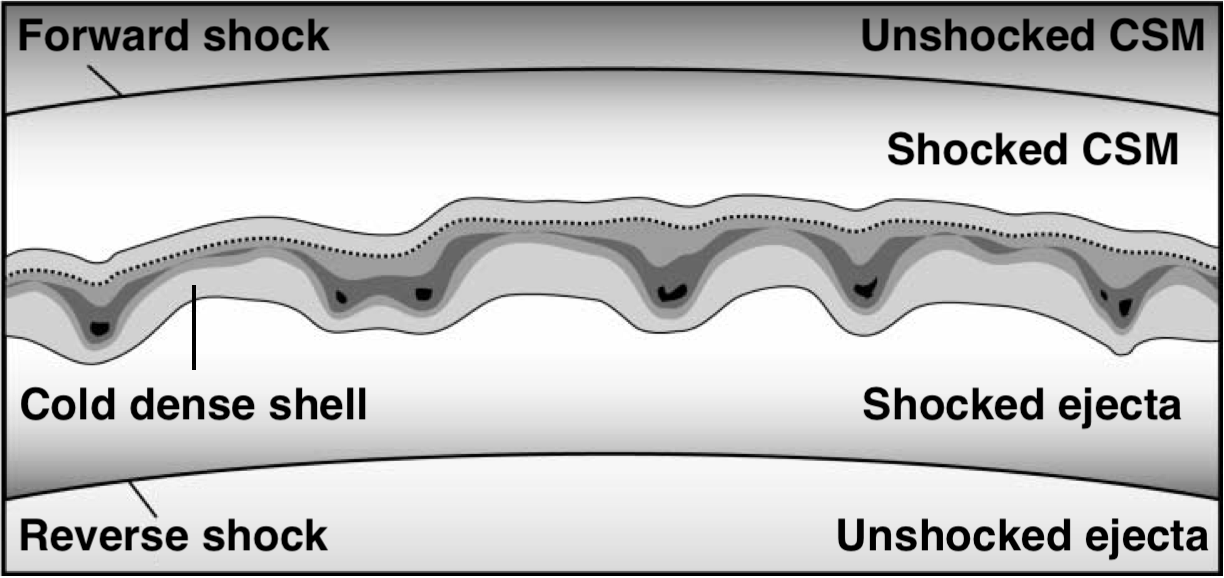 Forward shock
Unshocked CSM
Shocked CSM
Cold dense shell
Shocked ejecta
Reverse shock
Unshocked ejecta